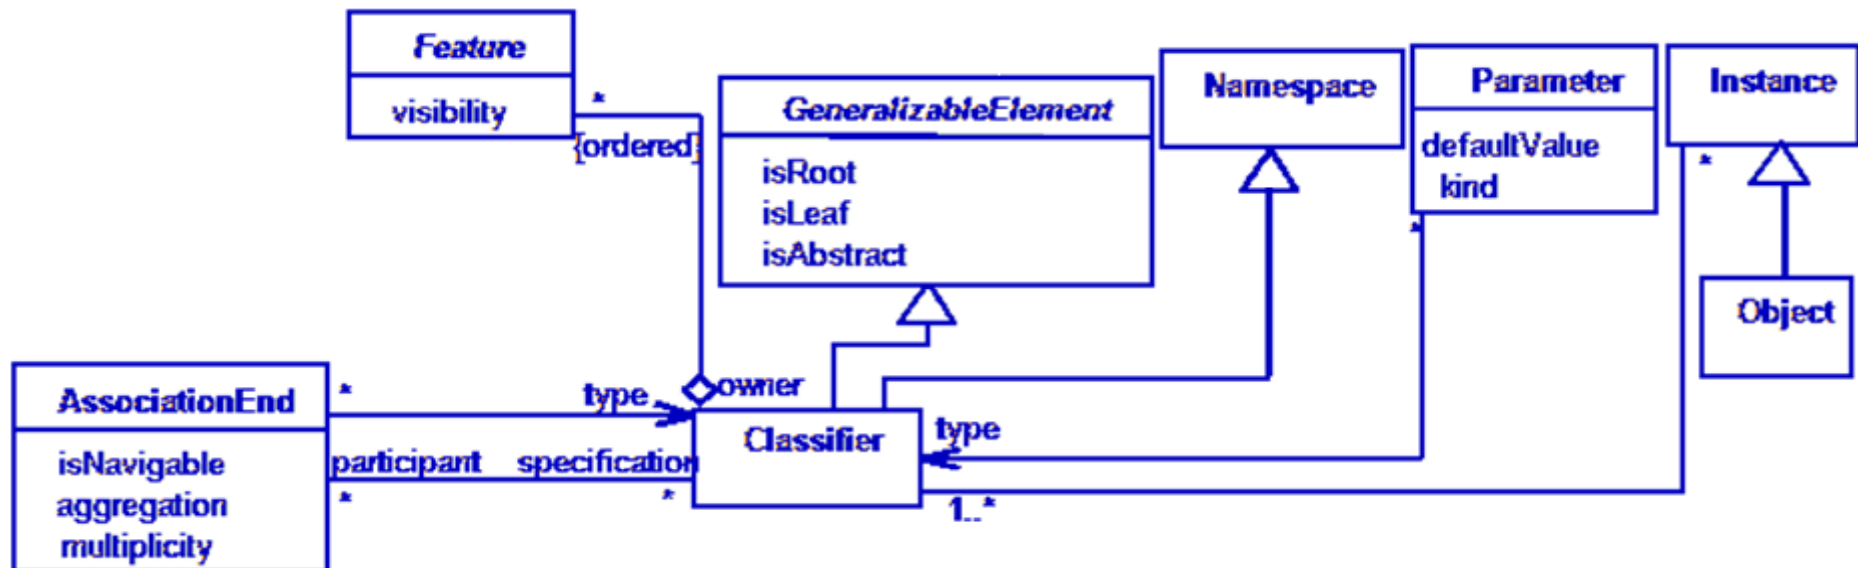 Feature
visibility
*
{ordered}
GeneralizableElement
isRoot
isLeaf
isAbstract
Namespace
Parameter
defaultValue
kind
*
Instance
*
Object
AssociationEnd
isNavigable
aggregation
multiplicity
*
type
owner
participant
specification
*
*
Classifier
type
1..*